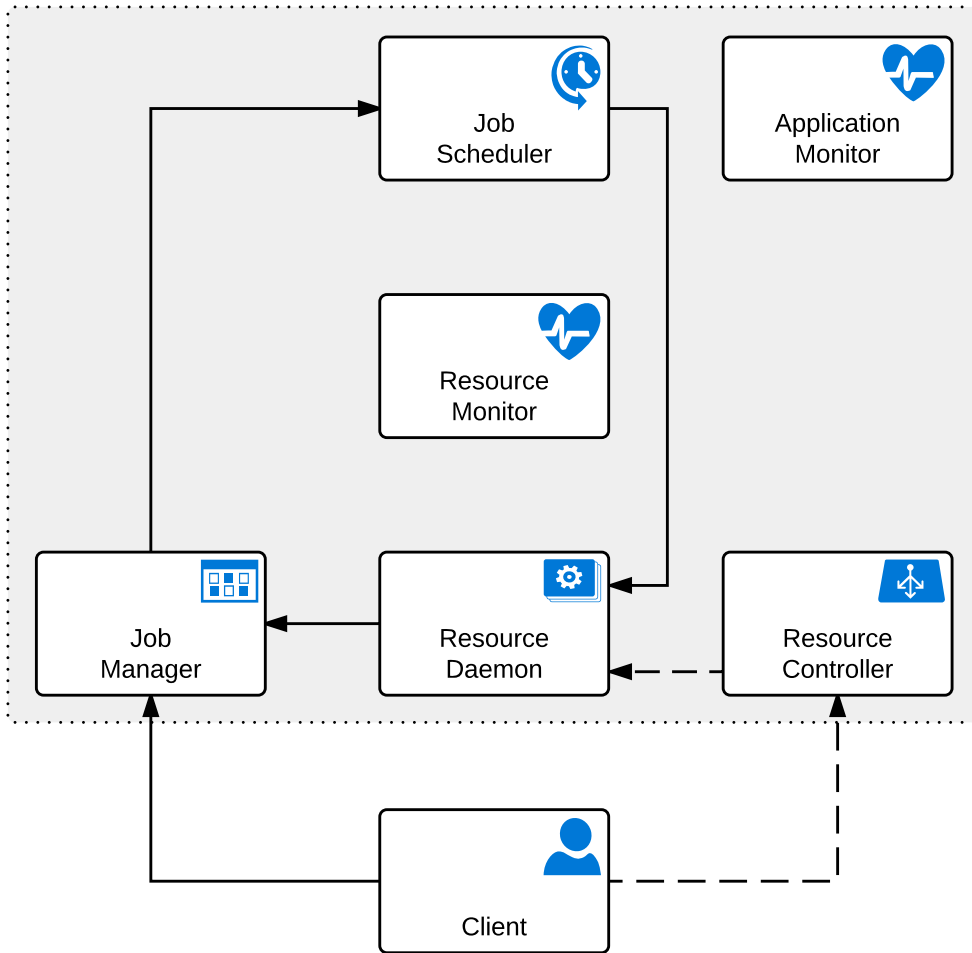 Job
Scheduler
Application
Monitor
Resource
Monitor
Job
Manager
Resource
Daemon
Resource
Controller
Client